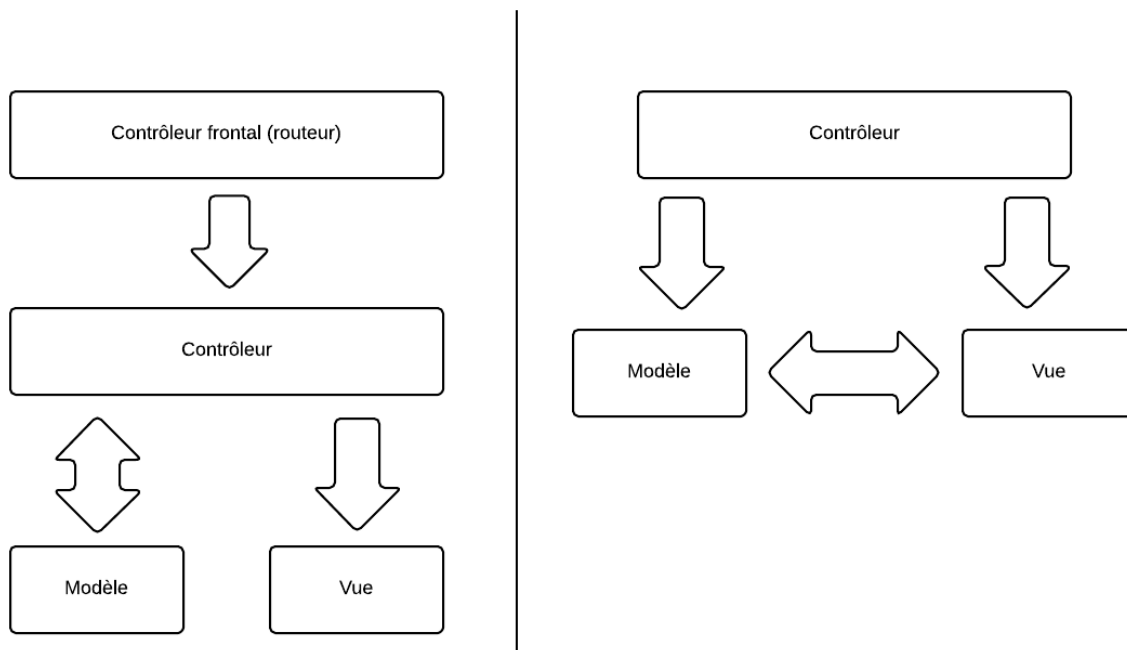 Contrôleur frontal (routeur)
Contrôleur
Modèle
Vue
Contrôleur
Modèle
Vue